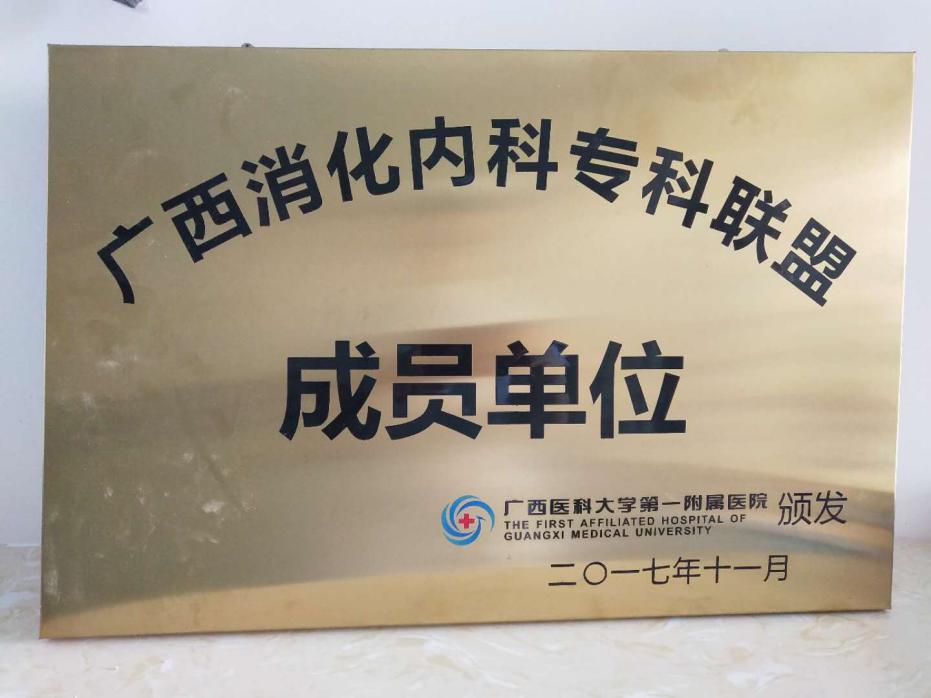 广西消化内科专科联盟
成员单位
广西医科大学第一附属医院 颁发
THE FIRST AFFILIATED HOSPITAL OF
GUANGXI MEDICAL UNIVERSITY
二〇一七年十一月